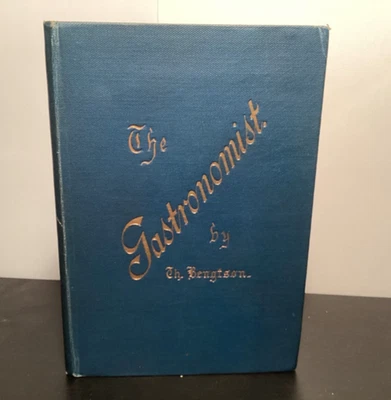 The
Gastronomist.
by
Th. Bengtson.